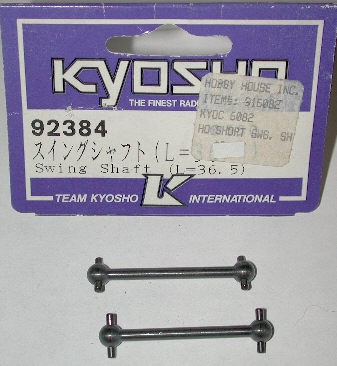 KYOSHO
THE FINEST RAD
HOBBY HOUSE INC.
ITEM#: 915082
KYOC 5082
HO SHORT SWG. SH
92384
スイングシャフト(L=
Swing Shaft (L=36.5)
TEAM KYOSHO K INTERNATIONAL